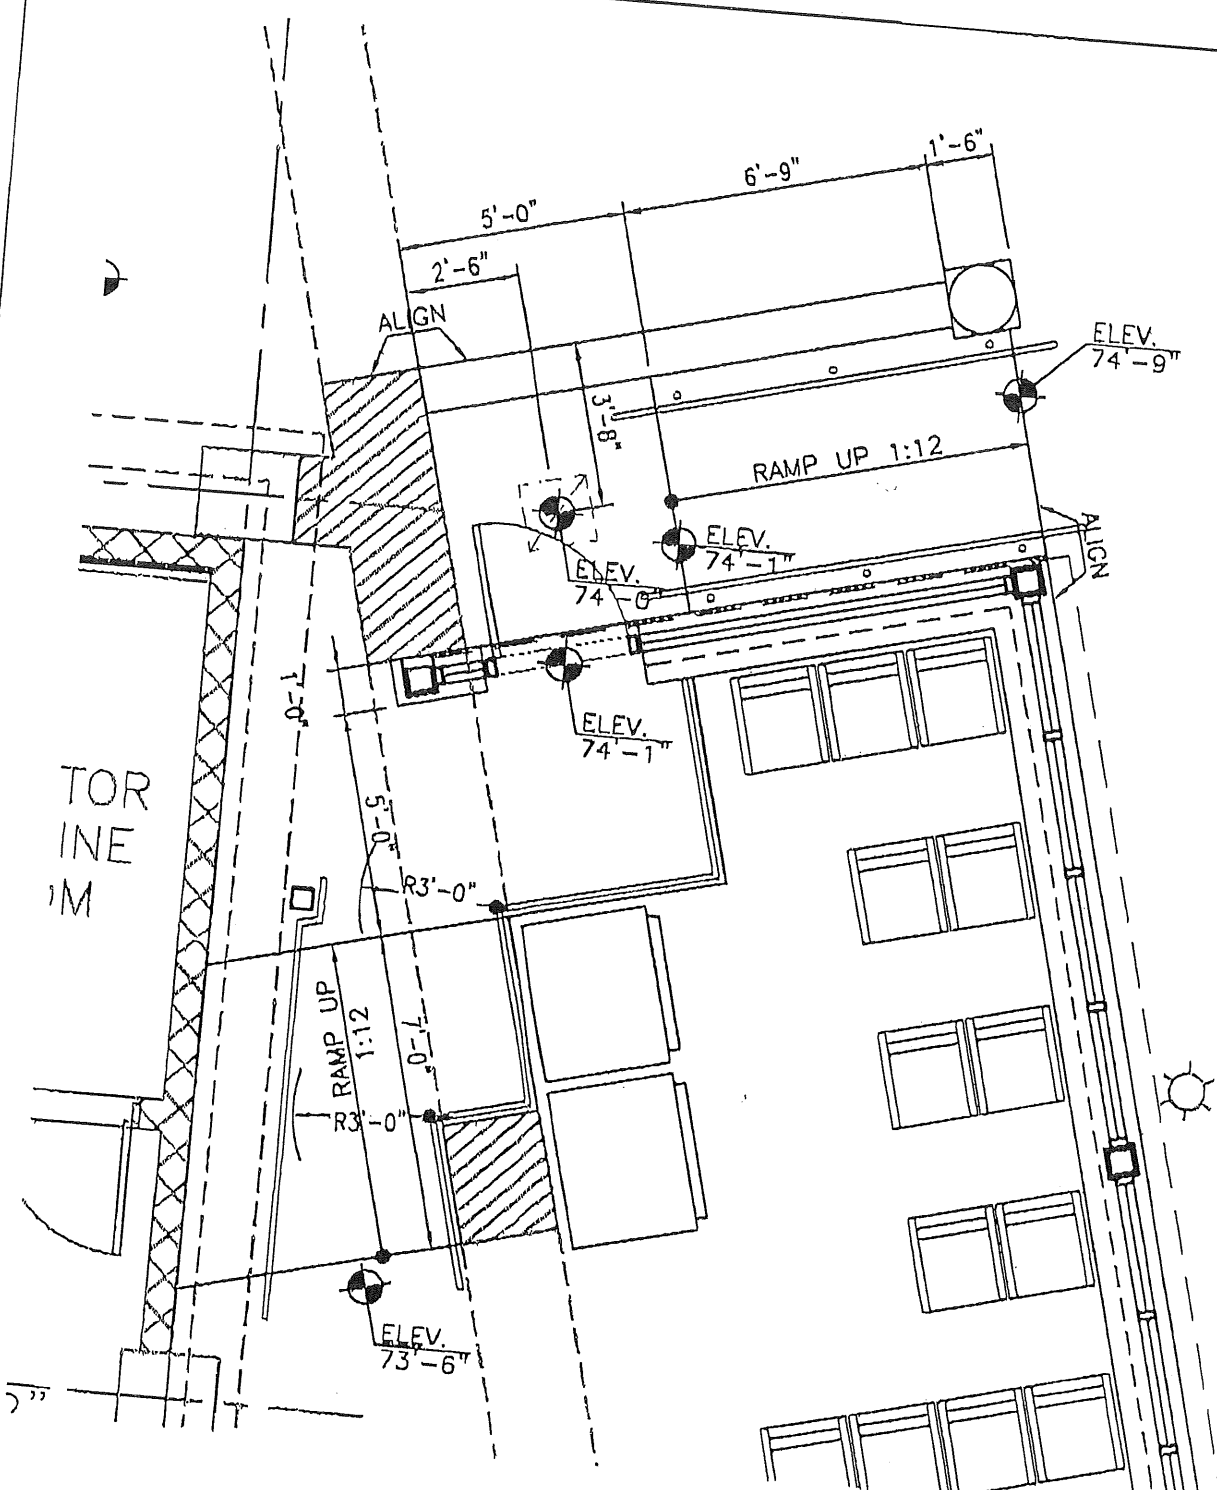 1'-6"
6'-9"
5'-0"
2'-6"
ALIGN
ELEV.
74'-9"
3'-8"
RAMP UP 1:12
ELEV.
74'-1"
ALIGN
ELEV.
74'-0"
1'-0"
ELEV.
74'-1"
TOR
INE
M
5'-0"
R3'-0"
RAMP UP
1:12
7'-0"
R3'-0"
ELEV.
73'-6"